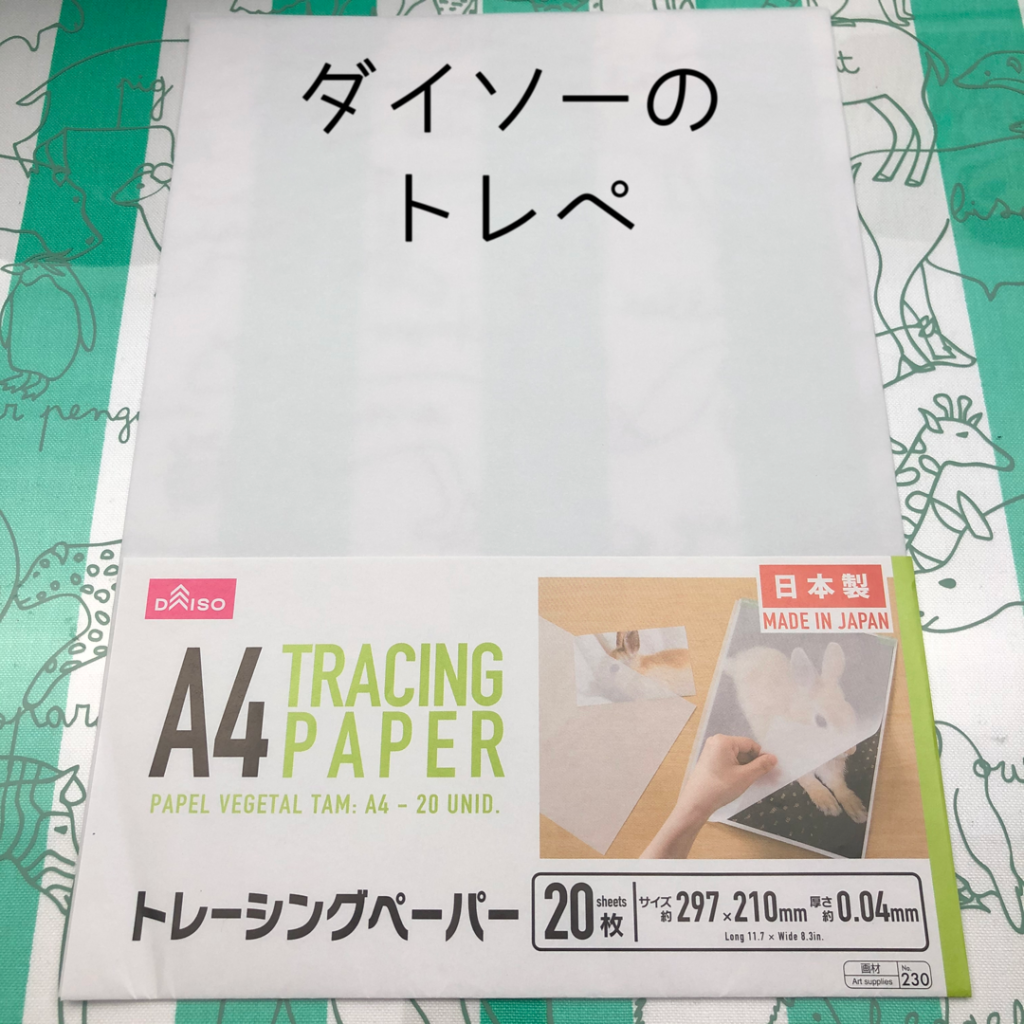 ダイソーの
トレペ
pig
DAISO
日本製
MADE IN JAPAN
A4 TRACING
PAPER
PAPEL VEGETAL TAM: A4 - 20 UNID.
トレーシングペーパー
20 sheets 枚
サイズ約 297×210mm 厚さ約 0.04mm
Long 11.7 × Wide 8.3in.
画材
Art supplies
No. 230